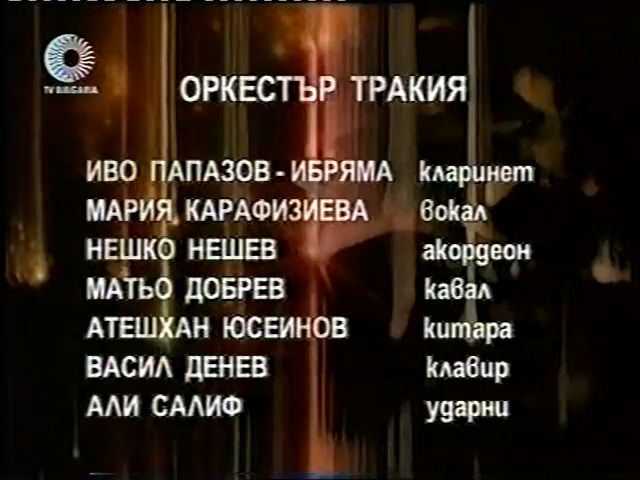 TV BULGARIA
ОРКЕСТЪР ТРАКИЯ
ИВО ПАПАЗОВ - ИБРЯМА кларинет
МАРИЯ КАРАФИЗИЕВА вокал
НЕШКО НЕШЕВ акордеон
МАТЬО ДОБРЕВ кавал
АТЕШХАН ЮСЕИНОВ китара
ВАСИЛ ДЕНЕВ клавир
АЛИ САЛИФ ударни